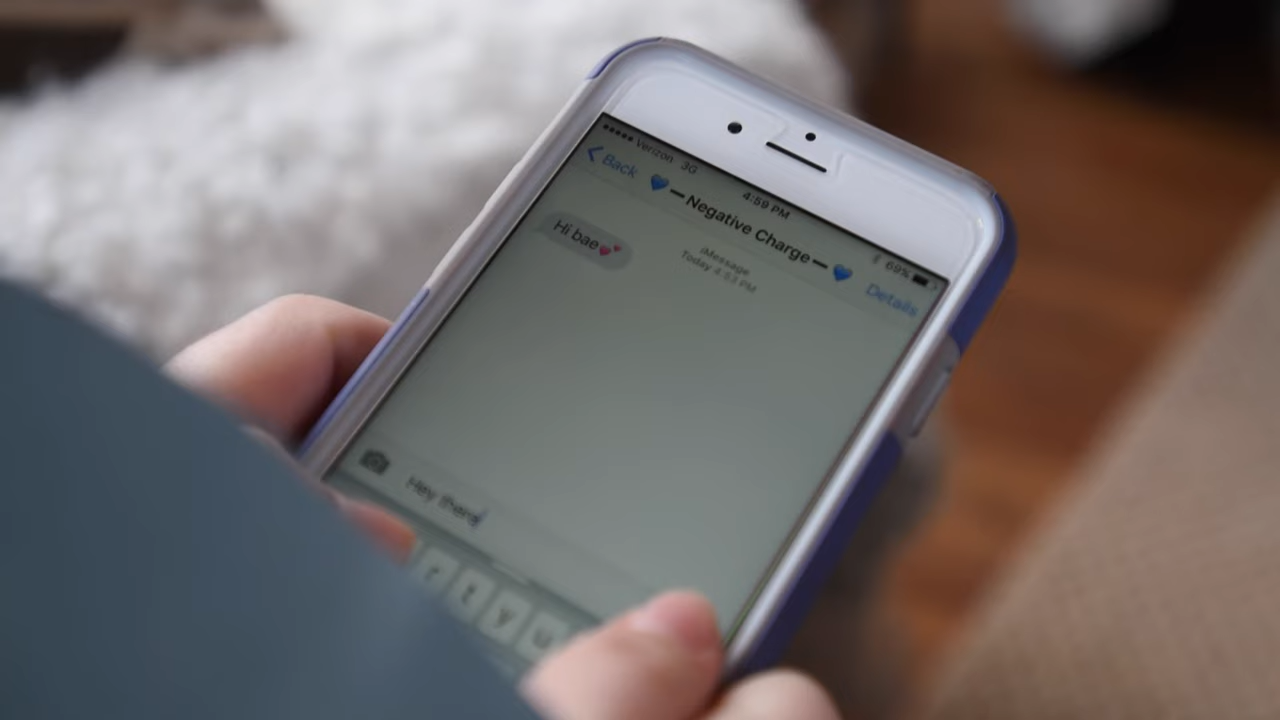 ●●●●● Verizon 3G 4:59 PM 69%
Back 💙—Negative Charge—💙 Details
iMessage
Today 4:53 PM
Hi bae💕
Hey there
r t y u